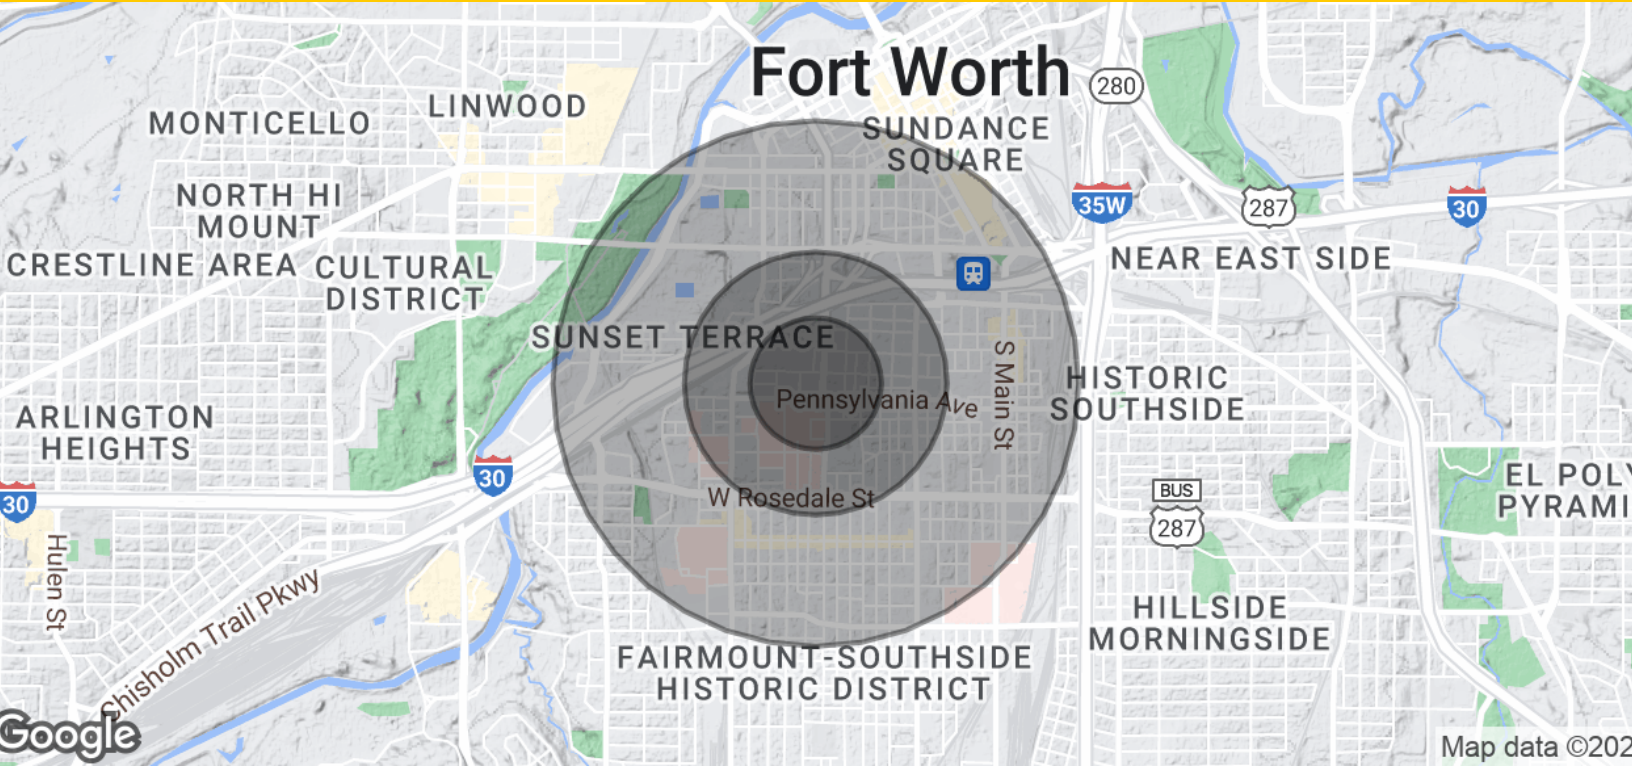 Fort Worth
280
LINWOOD
MONTICELLO
SUNDANCE
SQUARE
NORTH HI
MOUNT
35W
287
30
CRESTLINE AREA
CULTURAL
DISTRICT
NEAR EAST SIDE
SUNSET TERRACE
S Main St
Pennsylvania Ave
HISTORIC
SOUTHSIDE
ARLINGTON
HEIGHTS
30
30
W Rosedale St
BUS
287
EL POLY
PYRAMI
Hulen St
Chisholm Trail Pkwy
HILLSIDE
MORNINGSIDE
FAIRMOUNT-SOUTHSIDE
HISTORIC DISTRICT
Google
Map data ©202